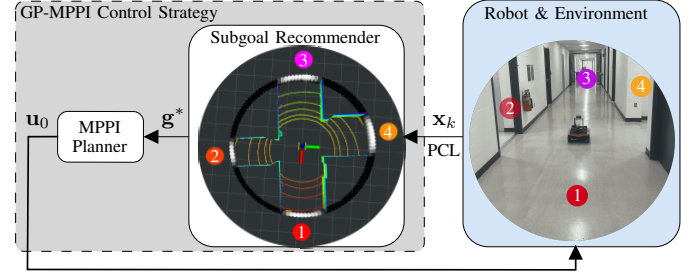 GP-MPPI Control Strategy
Subgoal Recommender
Robot & Environment
u₀
MPPI
Planner
g*
3
2
4
1
xₖ
PCL
2
3
4
1